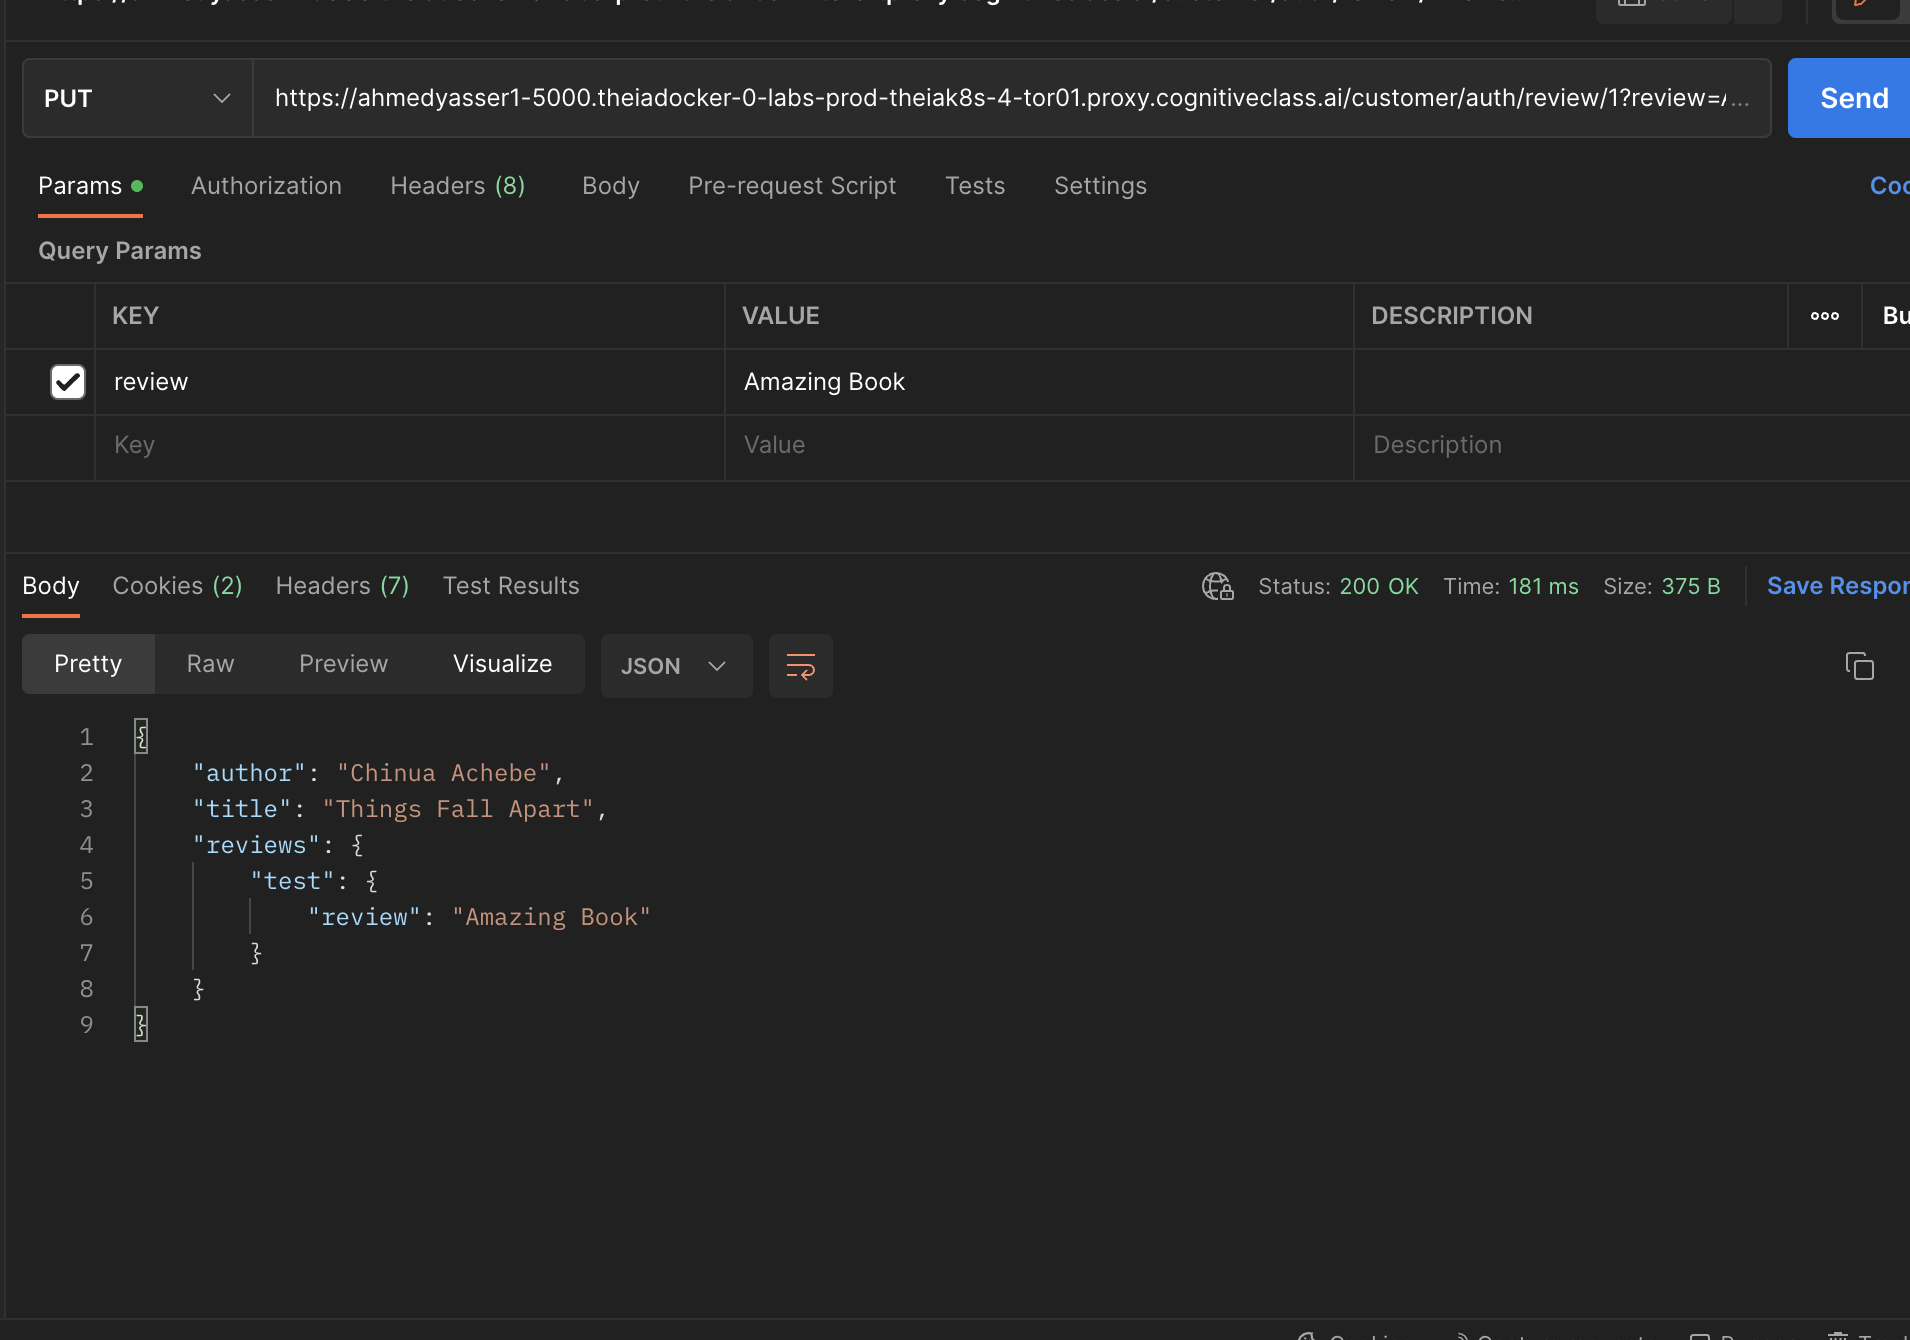 PUT
https://ahmedyasser1-5000.theiadocker-0-labs-prod-theiak8s-4-tor01.proxy.cognitiveclass.ai/customer/auth/review/1?review=A...
Send
Params Authorization Headers (8) Body Pre-request Script Tests Settings Coo
Query Params
KEY VALUE DESCRIPTION ooo Bu
review Amazing Book
Key Value Description
Body Cookies (2) Headers (7) Test Results Status: 200 OK Time: 181 ms Size: 375 B Save Respon
Pretty Raw Preview Visualize JSON
1 {
2 "author": "Chinua Achebe",
3 "title": "Things Fall Apart",
4 "reviews": {
5 "test": {
6 "review": "Amazing Book"
7 }
8 }
9 }